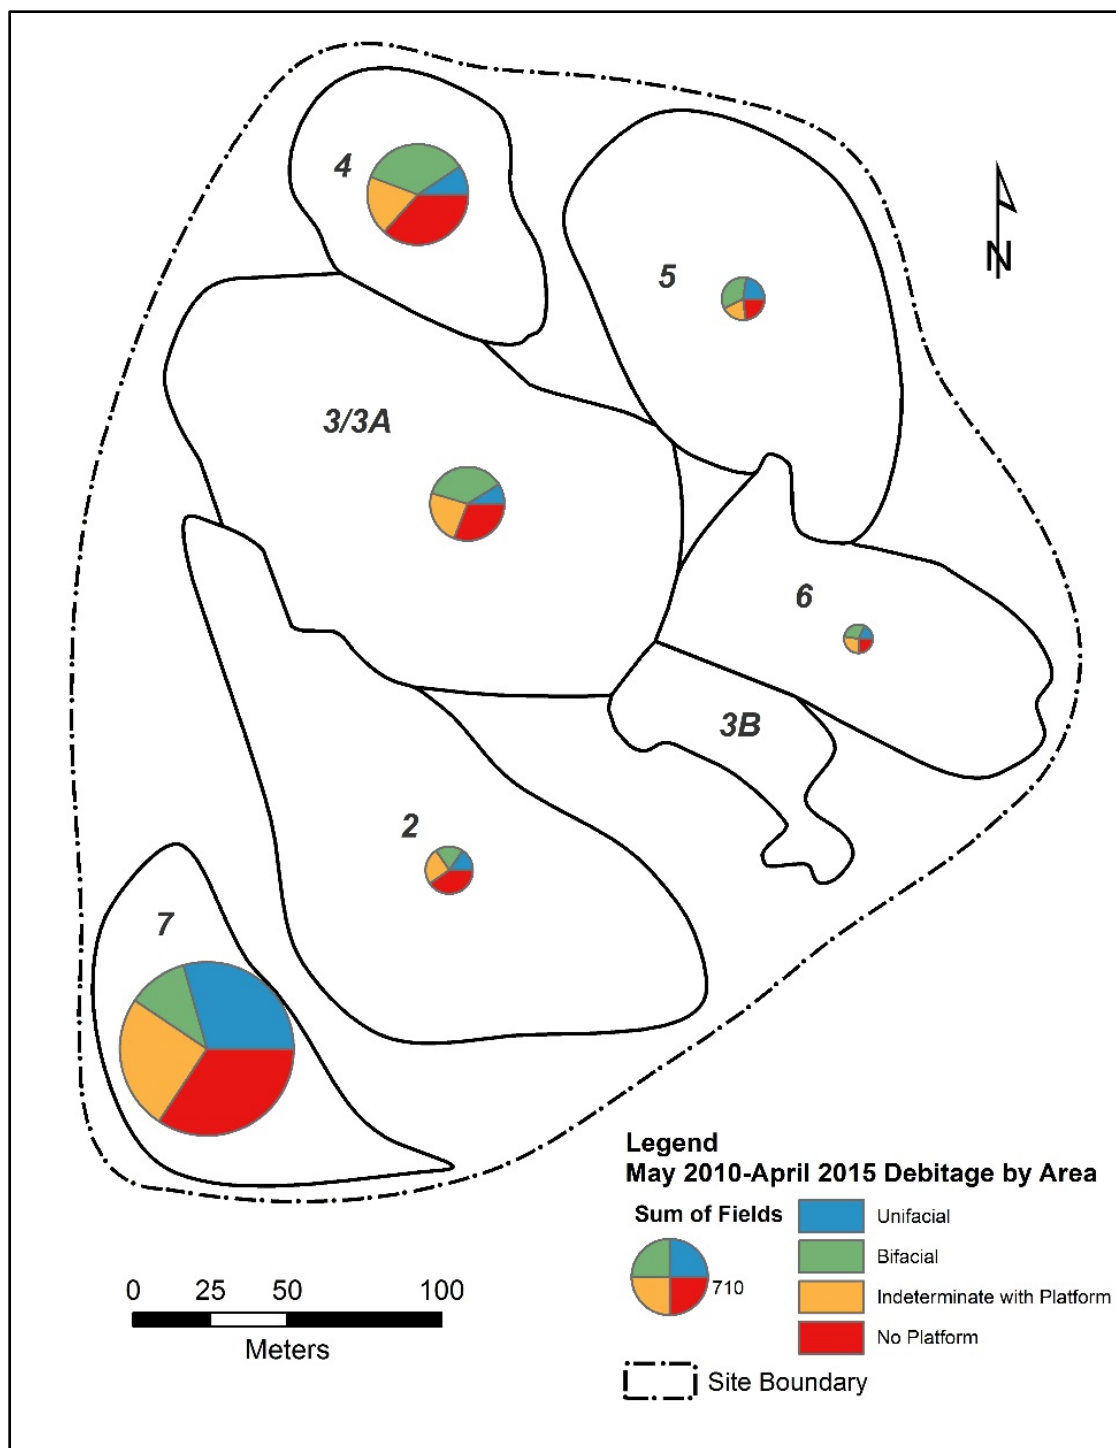 4
5
N
3/3A
6
3B
2
7
Legend
May 2010-April 2015 Debitage by Area
Sum of Fields
710
Unifacial
Bifacial
Indeterminate with Platform
No Platform
Site Boundary
0 25 50 100
Meters